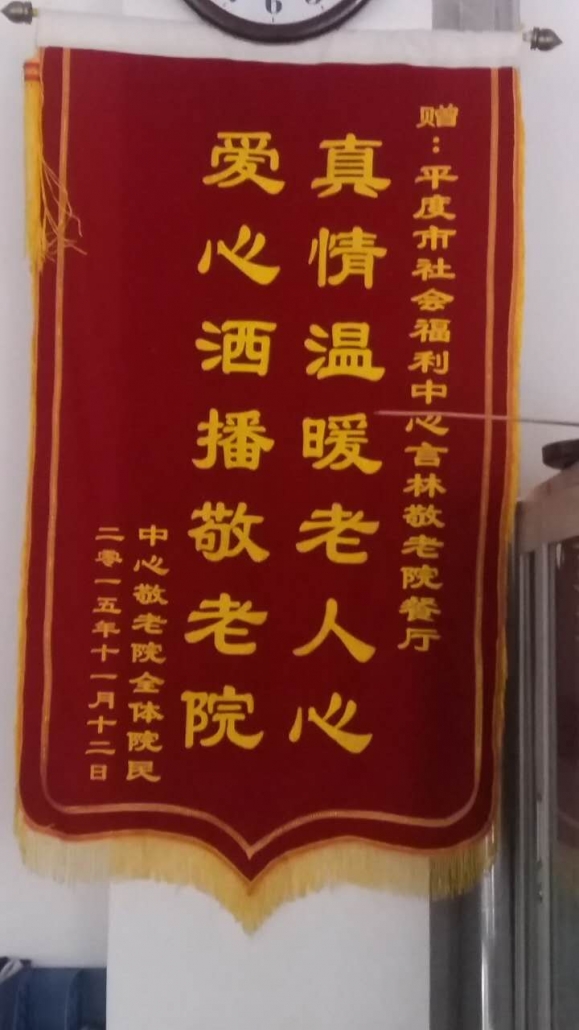 赠：平度市社会福利中心言林敬老院餐厅
真情温暖老人心
爱心洒播敬老院
中心敬老院全体院民
二零一五年十一月十二日
6